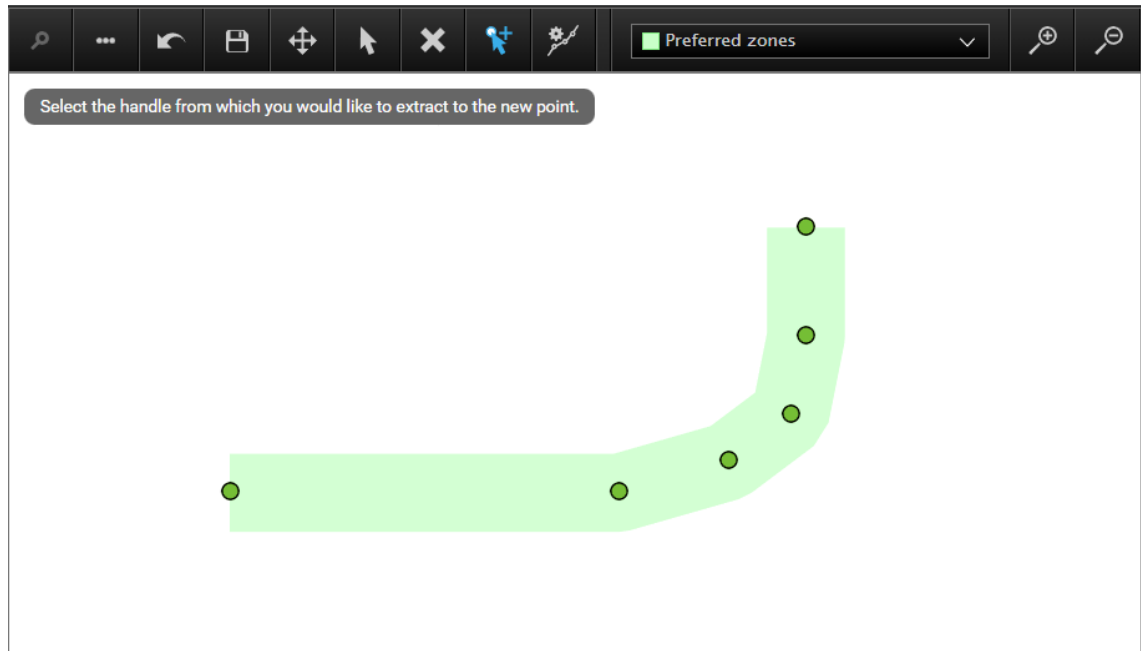 Preferred zones
Select the handle from which you would like to extract to the new point.